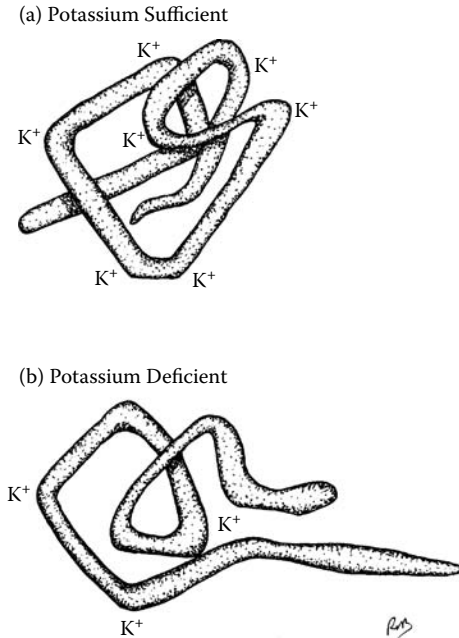 (a) Potassium Sufficient
K⁺
K⁺
K⁺
K⁺
K⁺
K⁺
K⁺
(b) Potassium Deficient
K⁺
K⁺
K⁺